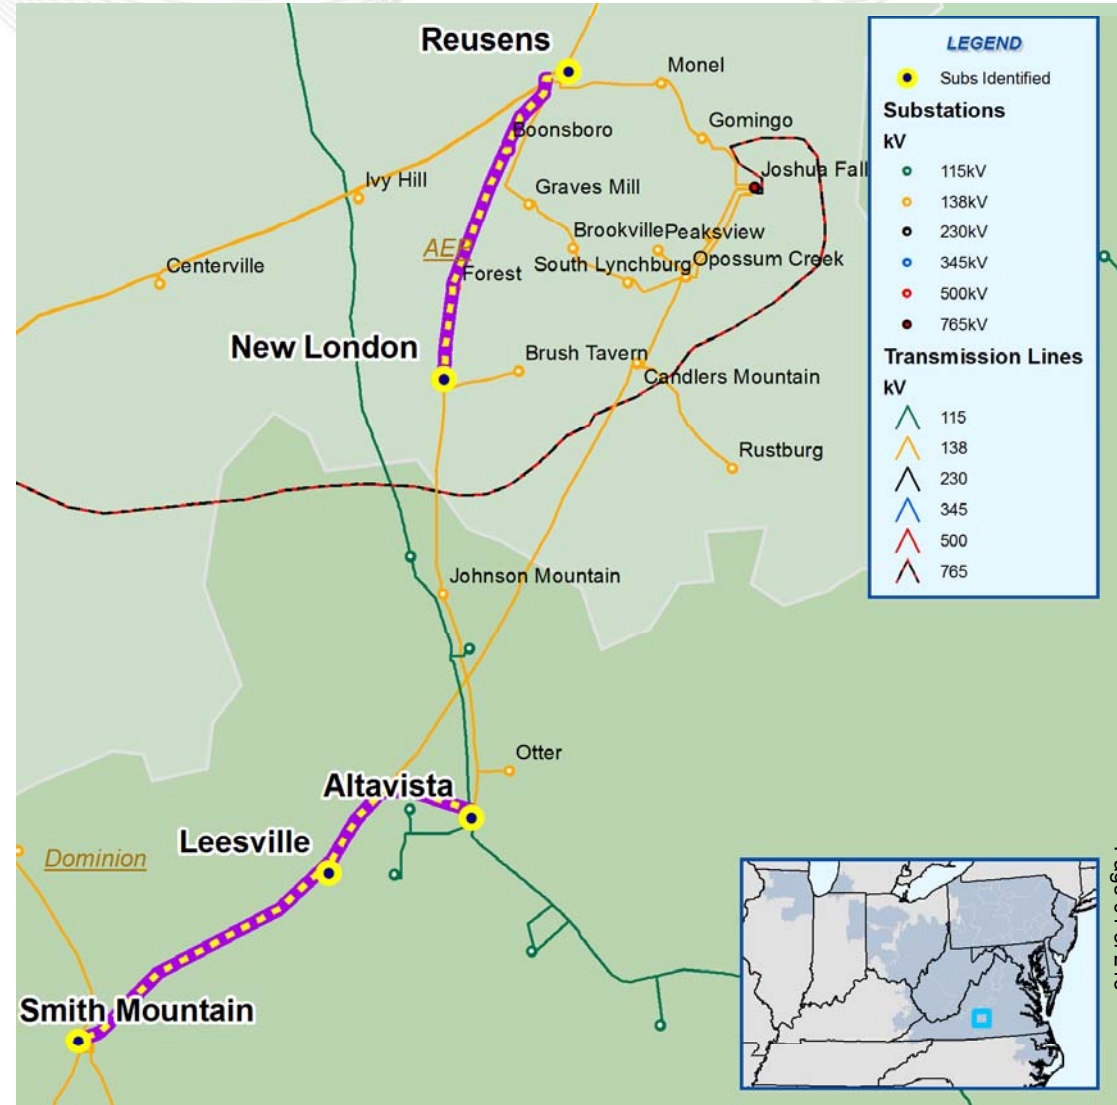 Reusens
Monel
Gomingo
Boonsboro
Joshua Fall
Ivy Hill
Graves Mill
Brookville
Peaksview
AEP
Centerville
South Lynchburg
Opossum Creek
Forest
New London
Brush Tavern
Candlers Mountain
Rustburg
Johnson Mountain
Otter
Altavista
Leesville
Dominion
Smith Mountain
LEGEND
Subs Identified
Substations
kV
115kV
138kV
230kV
345kV
500kV
765kV
Transmission Lines
kV
115
138
230
345
500
765